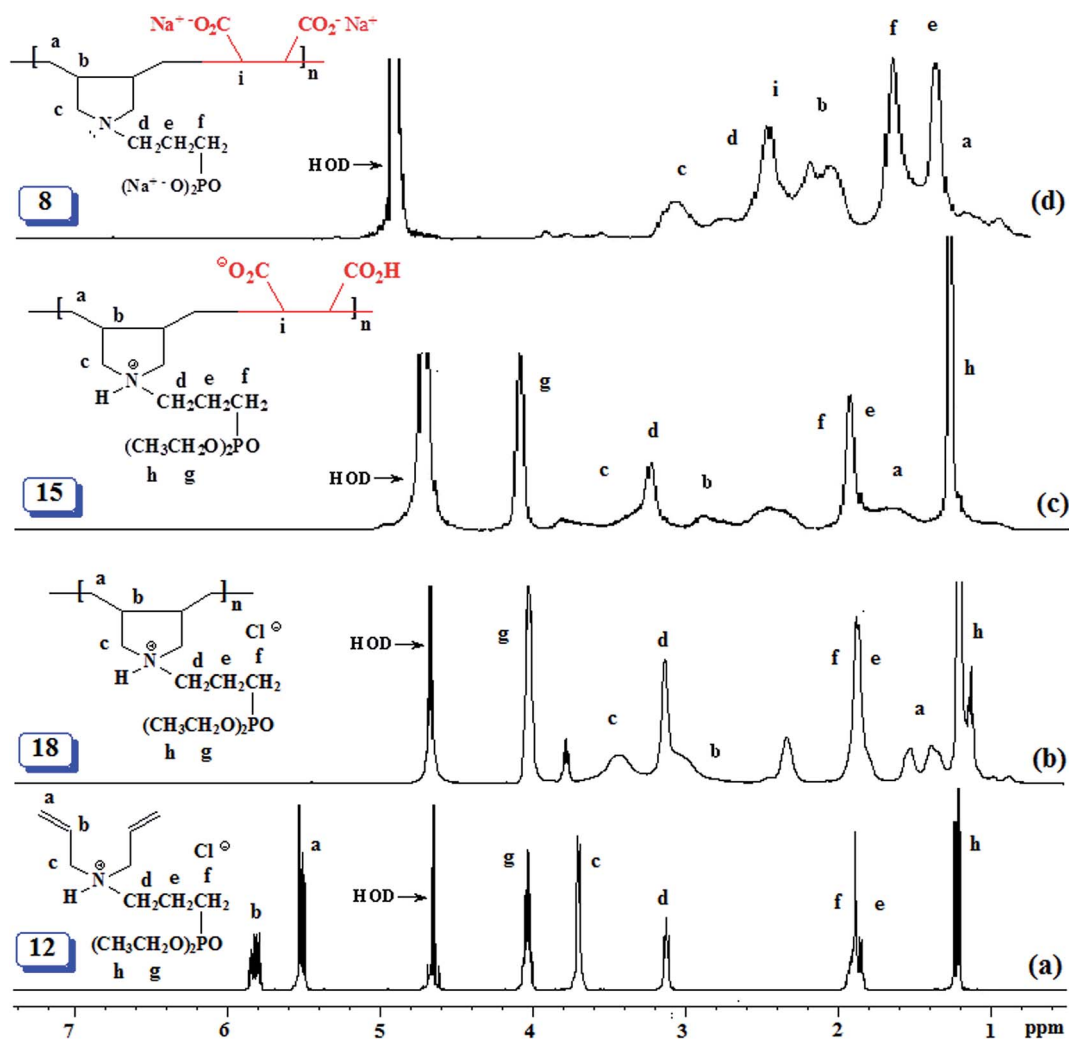 Na⁺⁻O₂C CO₂⁻Na⁺
a
b
[ ]n
i
c
N
d e f
CH₂CH₂CH₂
(Na⁺⁻O)₂PO
8
HOD
c d i b f e a
(d)
⊖O₂C CO₂H
a
b
[ ]n
i
c
H N⊕
d e f
CH₂CH₂CH₂
(CH₃CH₂O)₂PO
h g
15
HOD
g c d b f e a h
(c)
a
b
[ ]n
Cl⊖
c
H N⊕
d e f
CH₂CH₂CH₂
(CH₃CH₂O)₂PO
h g
18
HOD
g c d b f e a h
(b)
a
b
Cl⊖
c
H N⊕
d e f
CH₂CH₂CH₂
(CH₃CH₂O)₂PO
h g
12
b a
HOD
g c d f e h
(a)
7 6 5 4 3 2 1 ppm